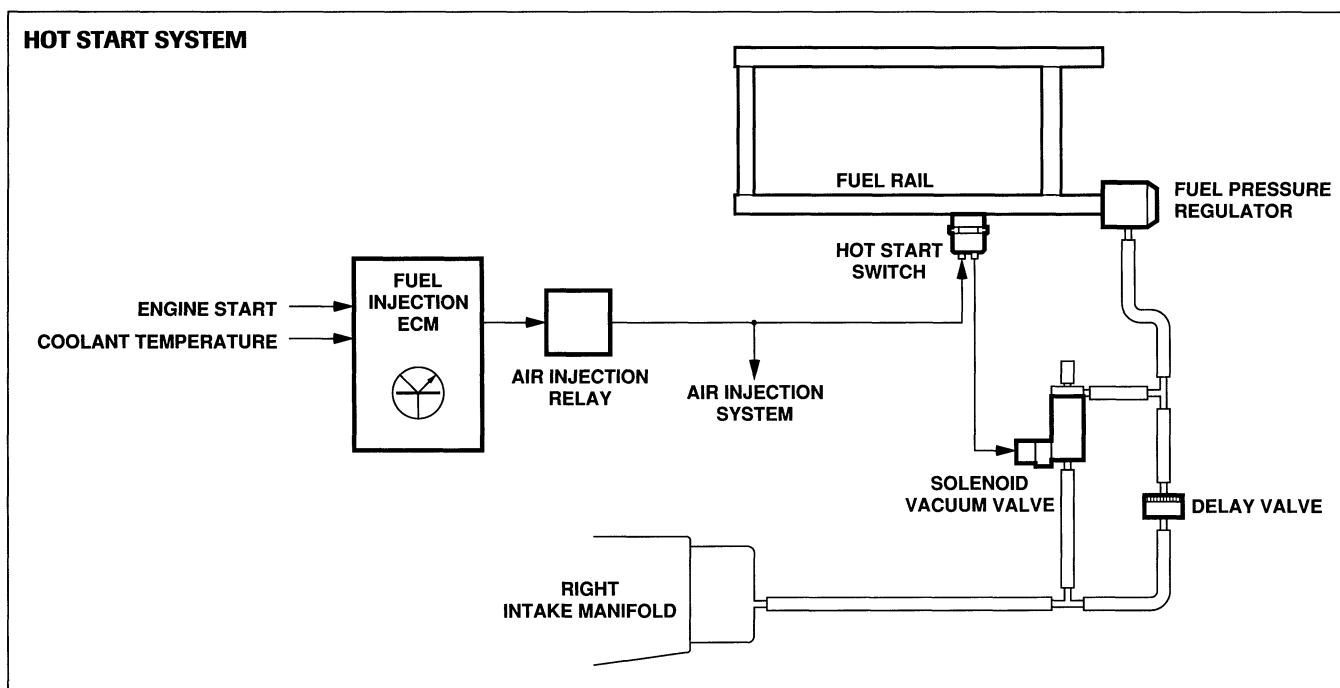 HOT START SYSTEM
FUEL RAIL
FUEL PRESSURE
REGULATOR
HOT START
SWITCH
FUEL
INJECTION
ECM
ENGINE START
COOLANT TEMPERATURE
AIR INJECTION
RELAY
AIR INJECTION
SYSTEM
SOLENOID
VACUUM VALVE
DELAY VALVE
RIGHT
INTAKE MANIFOLD